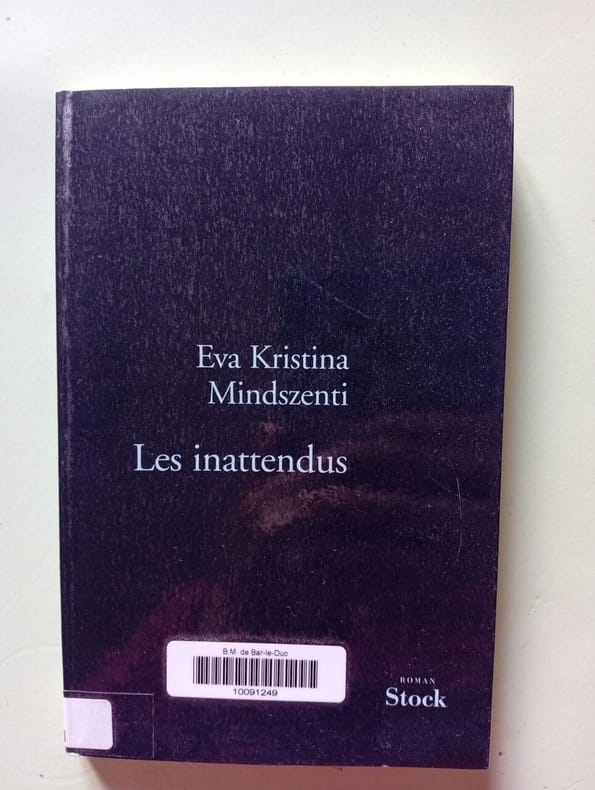 Eva Kristina
Mindszenti
Les inattendus
B.M. de Bar-le-Duc
10091249
ROMAN
Stock